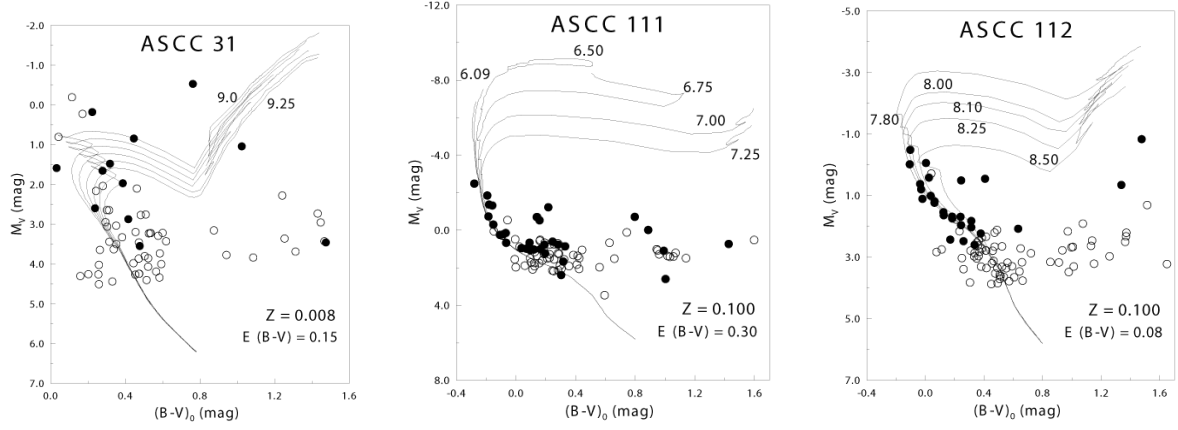 ASCC 31
-2.0
-1.0
0.0
1.0
2.0
3.0
4.0
5.0
6.0
7.0
M_V (mag)
9.0
9.25
Z = 0.008
E (B-V) = 0.15
0.0 0.4 0.8 1.2 1.6
(B-V)_0 (mag)
ASCC 111
-12.0
-8.0
-4.0
0.0
4.0
8.0
M_V (mag)
6.50
6.09
6.75
7.00
7.25
Z = 0.100
E (B-V) = 0.30
-0.4 0.0 0.4 0.8 1.2 1.6
(B-V)_0 (mag)
ASCC 112
-5.0
-3.0
-1.0
1.0
3.0
5.0
7.0
M_V (mag)
8.00
8.10
7.80
8.25
8.50
Z = 0.100
E (B-V) = 0.08
-0.4 0.0 0.4 0.8 1.2 1.6
(B-V)_0 (mag)